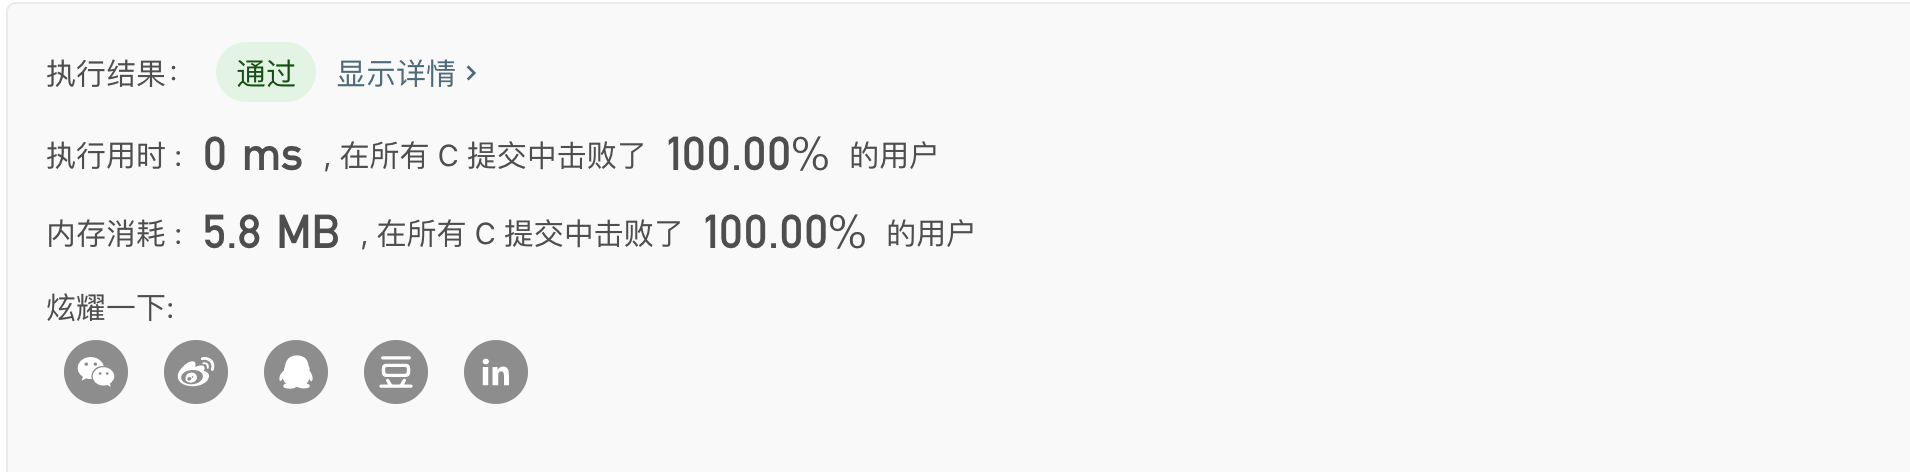 执行结果： 通过 显示详情 >
执行用时 : 0 ms , 在所有 C 提交中击败了 100.00% 的用户
内存消耗 : 5.8 MB , 在所有 C 提交中击败了 100.00% 的用户
炫耀一下:
豆 in